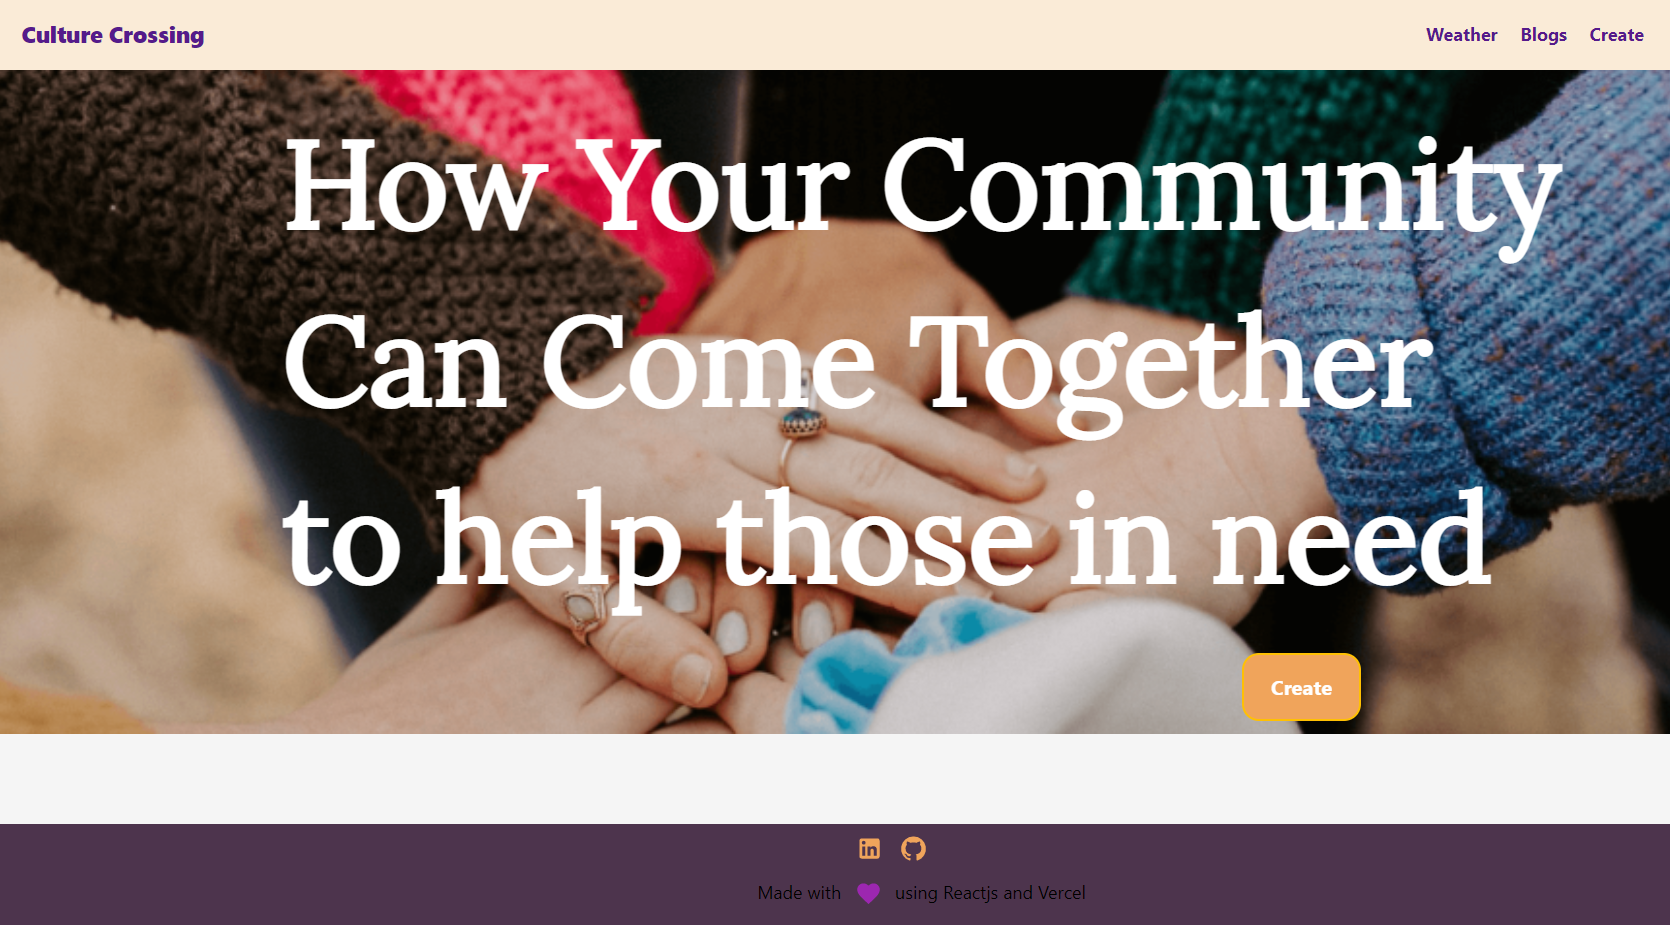 Culture Crossing
Weather Blogs Create
How Your Community
Can Come Together
to help those in need
Create
Made with using Reactjs and Vercel